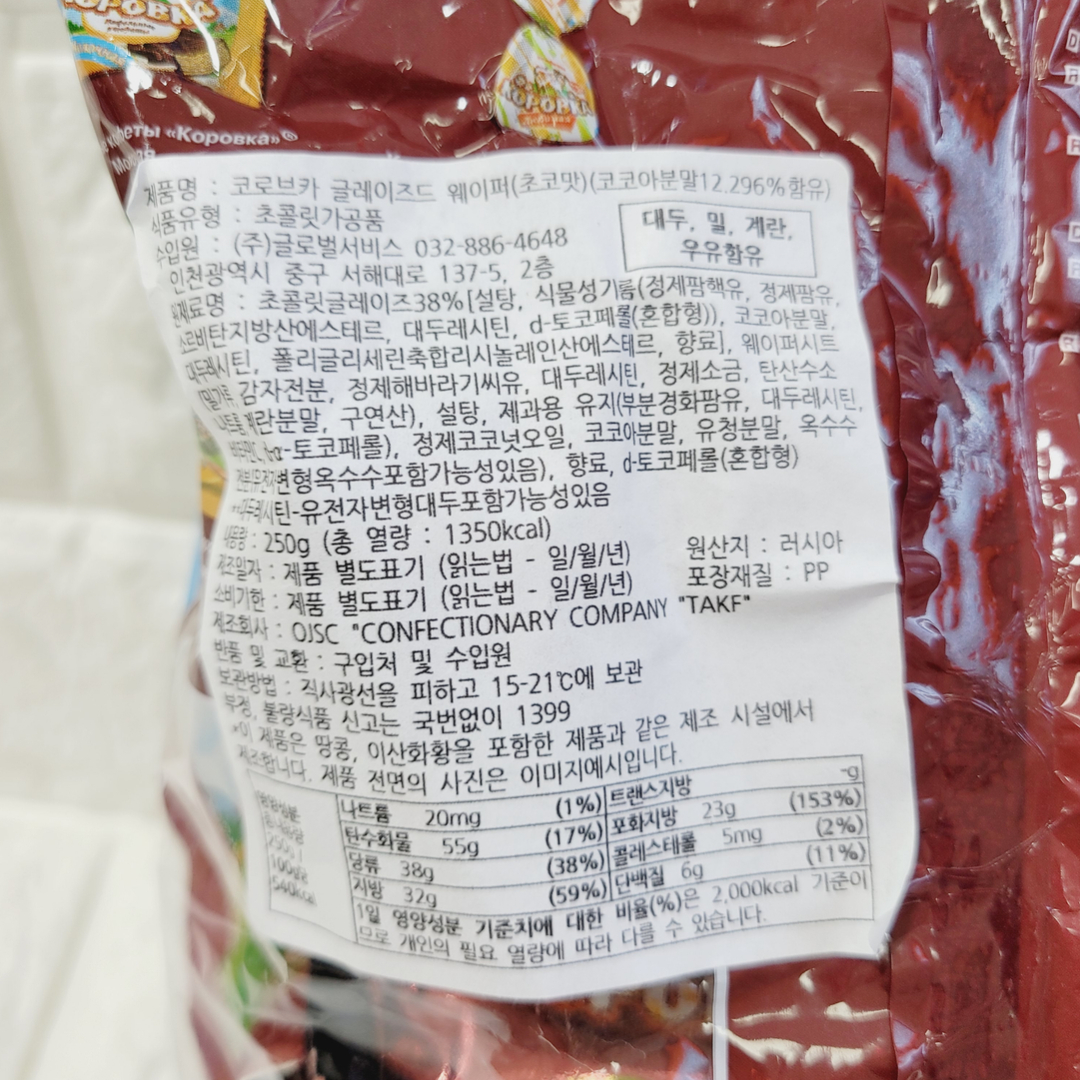 КОРОВКА
КОРОВКА
«Коровка»®
제품명 : 코로브카 글레이즈드 웨이퍼(초코맛)(코코아분말12.296%함유)
식품유형 : 초콜릿가공품
대두, 밀, 계란,
우유함유
수입원 : (주)글로벌서비스 032-886-4648
인천광역시 중구 서해대로 137-5, 2층
원재료명 : 초콜릿글레이즈38%[설탕, 식물성기름(정제팜핵유, 정제팜유,
소르비탄지방산에스테르, 대두레시틴, d-토코페롤(혼합형)), 코코아분말,
대두레시틴, 폴리글리세린축합리시놀레인산에스테르, 향료], 웨이퍼시트
감자전분, 정제해바라기씨유, 대두레시틴, 정제소금, 탄산수소
계란분말, 구연산), 설탕, 제과용 유지(부분경화팜유, 대두레시틴,
토코페롤), 정제코코넛오일, 코코아분말, 유청분말, 옥수수
변형옥수수포함가능성있음), 향료, d-토코페롤(혼합형)
*대두레시틴-유전자변형대두포함가능성있음
내용량 : 250g (총 열량 : 1350kcal)
제조일자 : 제품 별도표기 (읽는법 - 일/월/년) 원산지 : 러시아
소비기한 : 제품 별도표기 (읽는법 - 일/월/년) 포장재질 : PP
제조회사 : OJSC "CONFECTIONARY COMPANY "TAKF"
반품 및 교환 : 구입처 및 수입원
보관방법 : 직사광선을 피하고 15-21℃에 보관
부정, 불량식품 신고는 국번없이 1399
*이 제품은 땅콩, 이산화황을 포함한 제품과 같은 제조 시설에서
제조합니다. 제품 전면의 사진은 이미지예시입니다.
영양성분
100g당
540kcal
나트륨 20mg (1%) 트랜스지방 -g
탄수화물 55g (17%) 포화지방 23g (153%)
당류 38g (38%) 콜레스테롤 5mg (2%)
지방 32g (59%) 단백질 6g (11%)
1일 영양성분 기준치에 대한 비율(%)은 2,000kcal 기준이
므로 개인의 필요 열량에 따라 다를 수 있습니다.